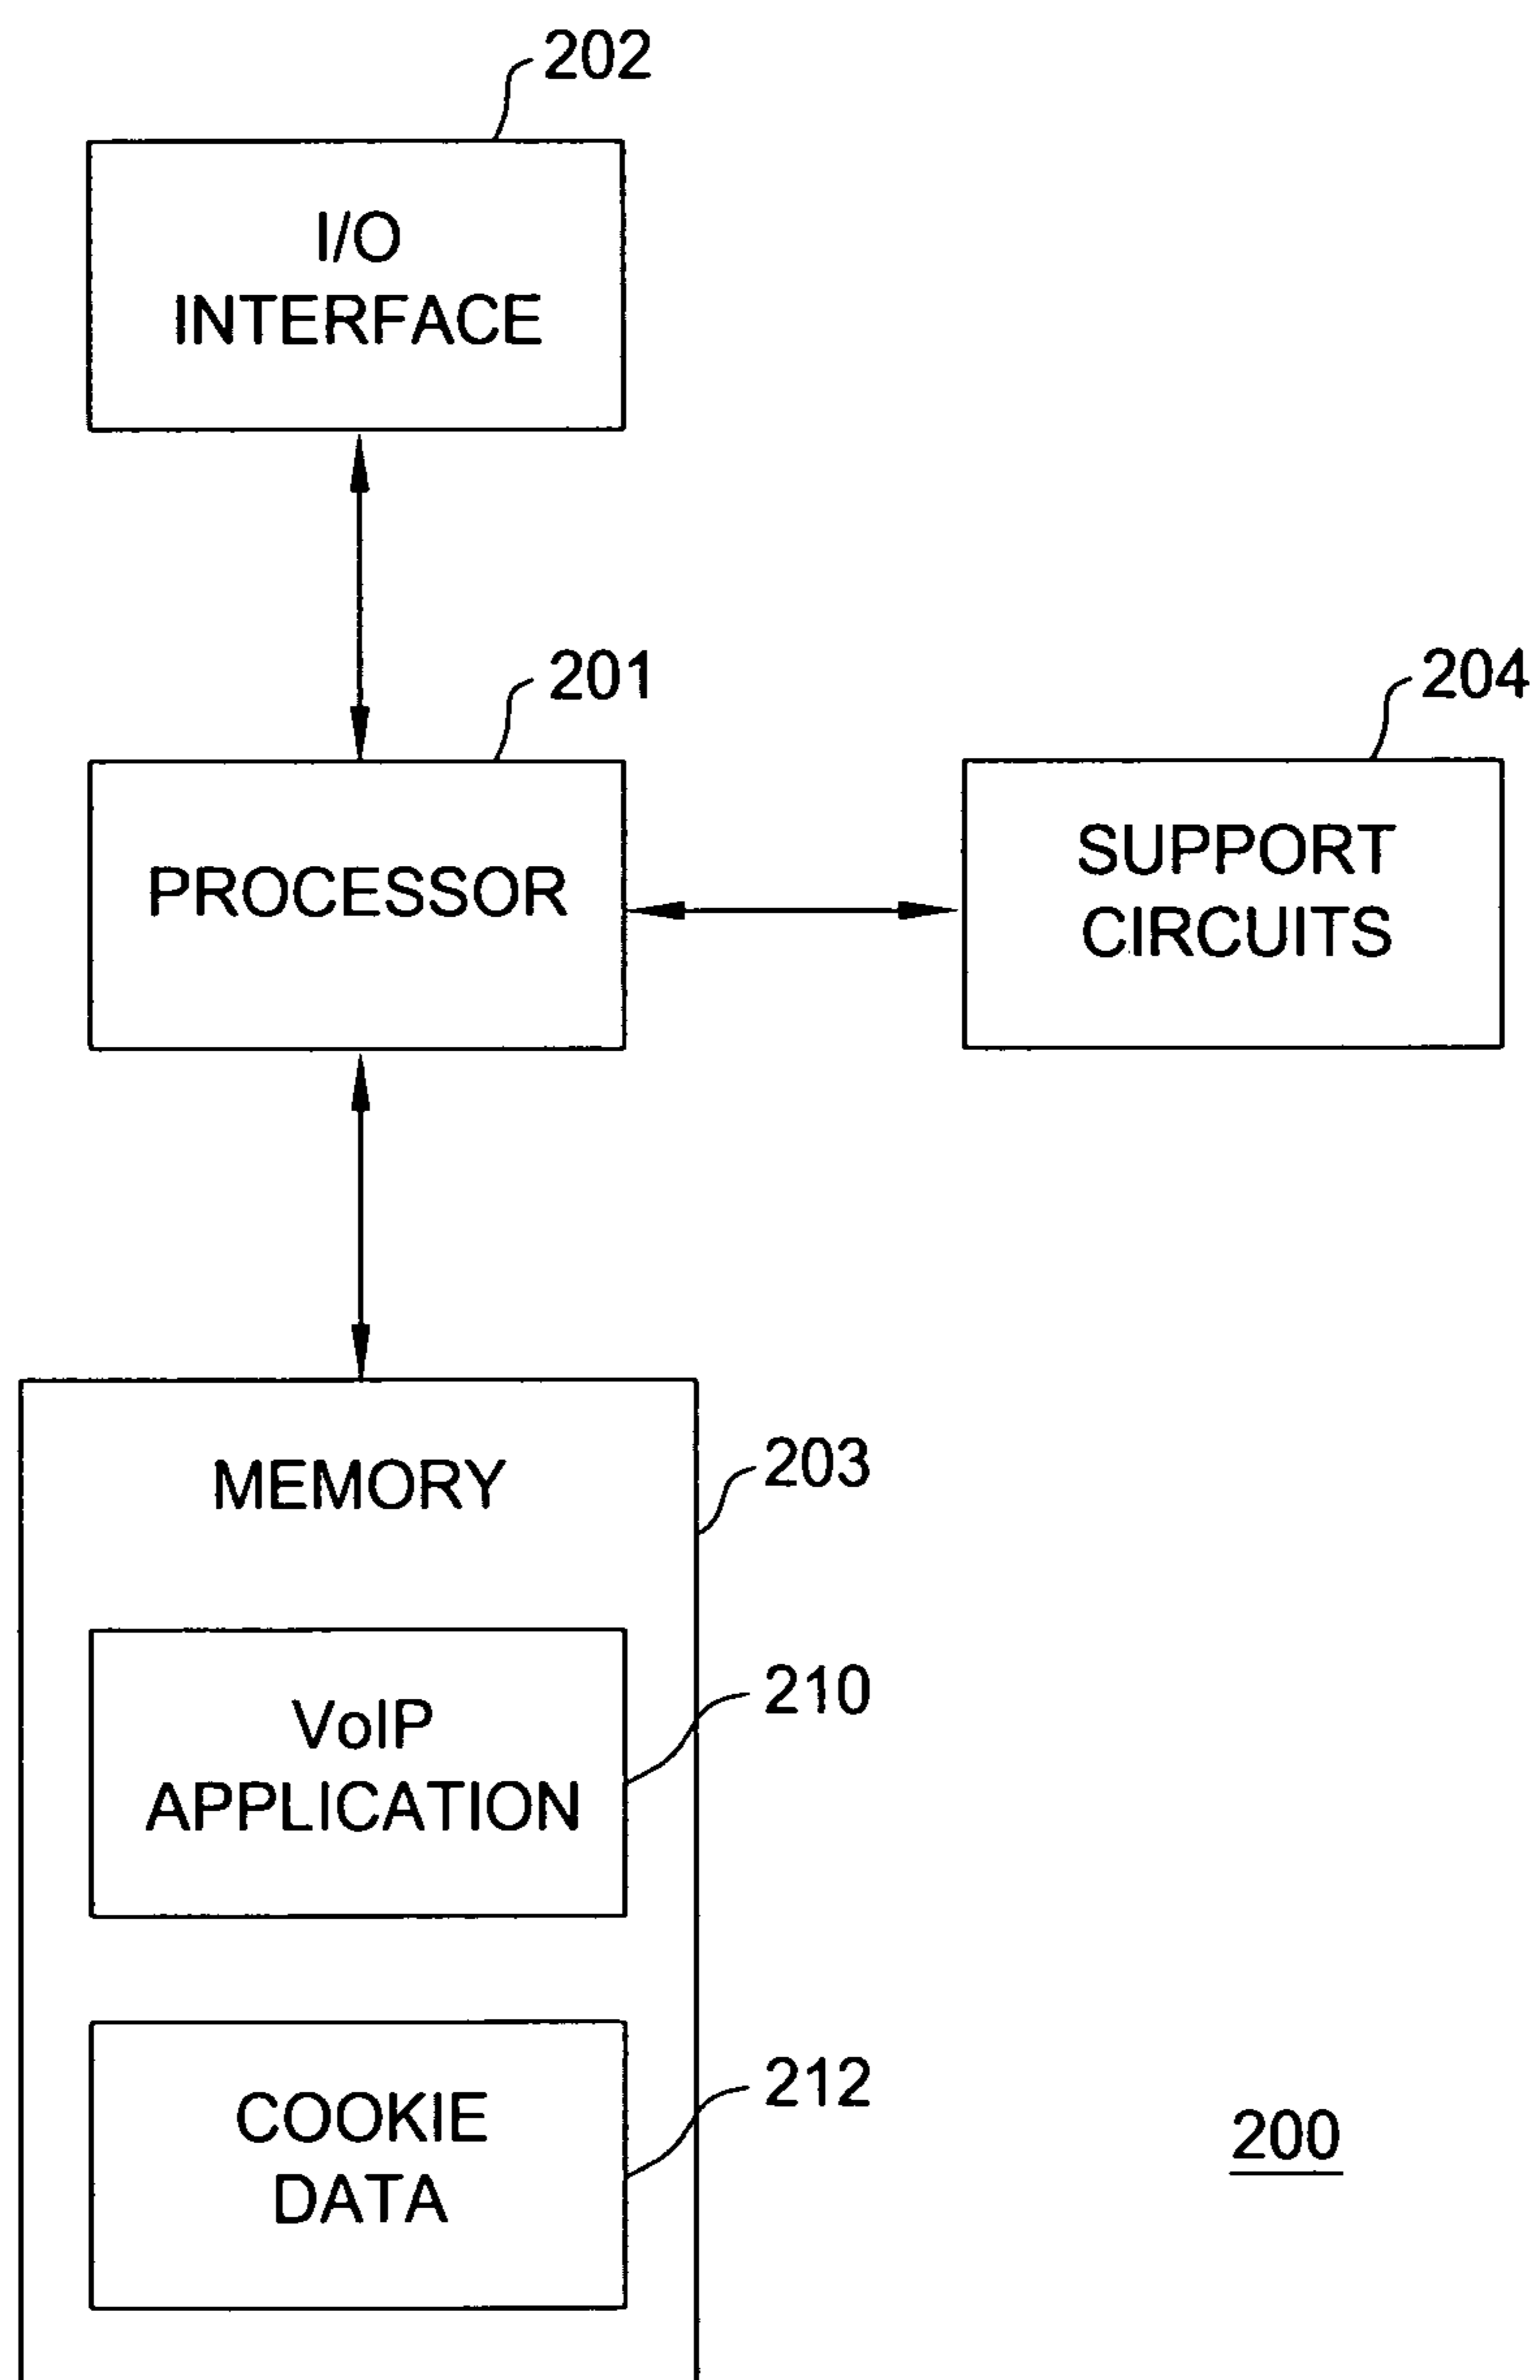 202
I/O
INTERFACE
201
PROCESSOR
204
SUPPORT
CIRCUITS
MEMORY
203
VoIP
APPLICATION
210
COOKIE
DATA
212
200